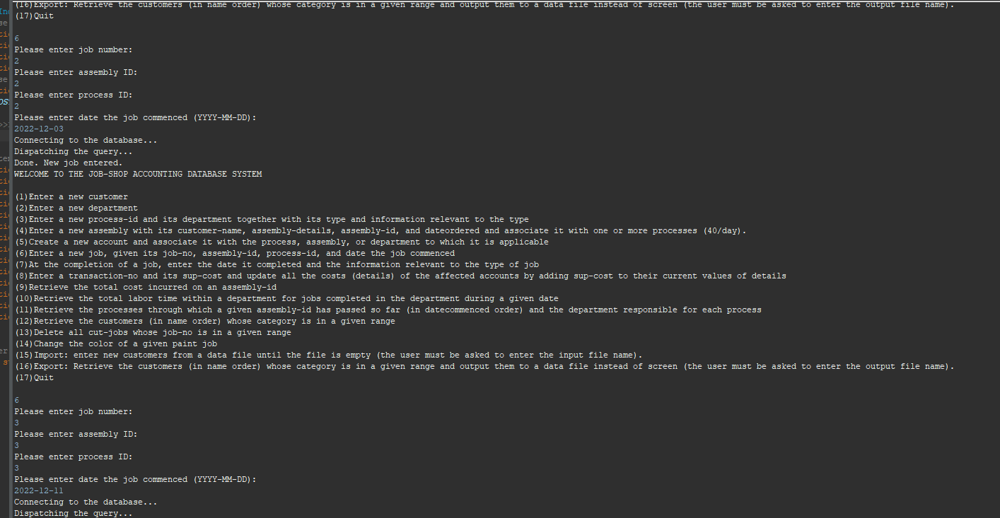 (16)Export: Retrieve the customers (in name order) whose category is in a given range and output them to a data file instead of screen (the user must be asked to enter the output file name).
(17)Quit
6
Please enter job number:
2
Please enter assembly ID:
2
Please enter process ID:
2
Please enter date the job commenced (YYYY-MM-DD):
2022-12-03
Connecting to the database...
Dispatching the query...
Done. New job entered.
WELCOME TO THE JOB-SHOP ACCOUNTING DATABASE SYSTEM
(1)Enter a new customer
(2)Enter a new department
(3)Enter a new process-id and its department together with its type and information relevant to the type
(4)Enter a new assembly with its customer-name, assembly-details, assembly-id, and dateordered and associate it with one or more processes (40/day).
(5)Create a new account and associate it with the process, assembly, or department to which it is applicable
(6)Enter a new job, given its job-no, assembly-id, process-id, and date the job commenced
(7)At the completion of a job, enter the date it completed and the information relevant to the type of job
(8)Enter a transaction-no and its sup-cost and update all the costs (details) of the affected accounts by adding sup-cost to their current values of details
(9)Retrieve the total cost incurred on an assembly-id
(10)Retrieve the total labor time within a department for jobs completed in the department during a given date
(11)Retrieve the processes through which a given assembly-id has passed so far (in datecommenced order) and the department responsible for each process
(12)Retrieve the customers (in name order) whose category is in a given range
(13)Delete all cut-jobs whose job-no is in a given range
(14)Change the color of a given paint job
(15)Import: enter new customers from a data file until the file is empty (the user must be asked to enter the input file name).
(16)Export: Retrieve the customers (in name order) whose category is in a given range and output them to a data file instead of screen (the user must be asked to enter the output file name).
(17)Quit
6
Please enter job number:
3
Please enter assembly ID:
3
Please enter process ID:
3
Please enter date the job commenced (YYYY-MM-DD):
2022-12-11
Connecting to the database...
Dispatching the query...